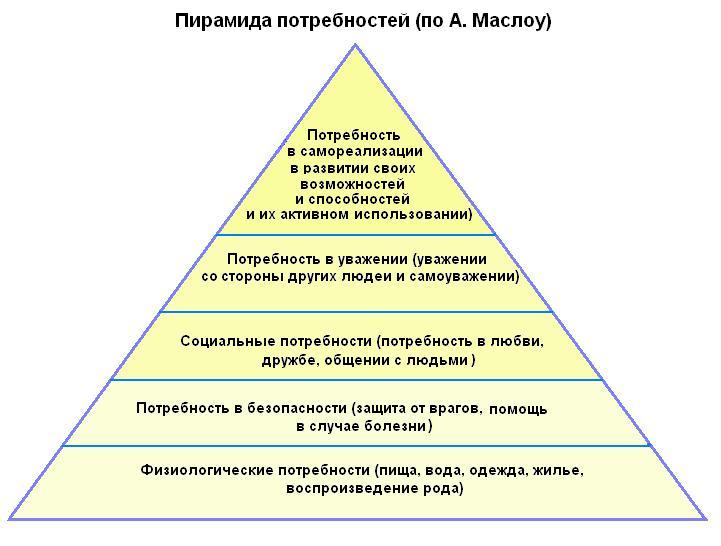 Пирамида потребностей (по А. Маслоу)
Потребность
в самореализации
в развитии своих
возможностей
и способностей
и их активном использовании)
Потребность в уважении (уважении
со стороны других людеи и самоуважении)
Социальные потребности (потребность в любви,
дружбе, общении с людьми )
Потребность в безопасности (защита от врагов, помощь
в случае болезни )
Физиологические потребности (пища, вода, одежда, жилье,
воспроизведение рода)